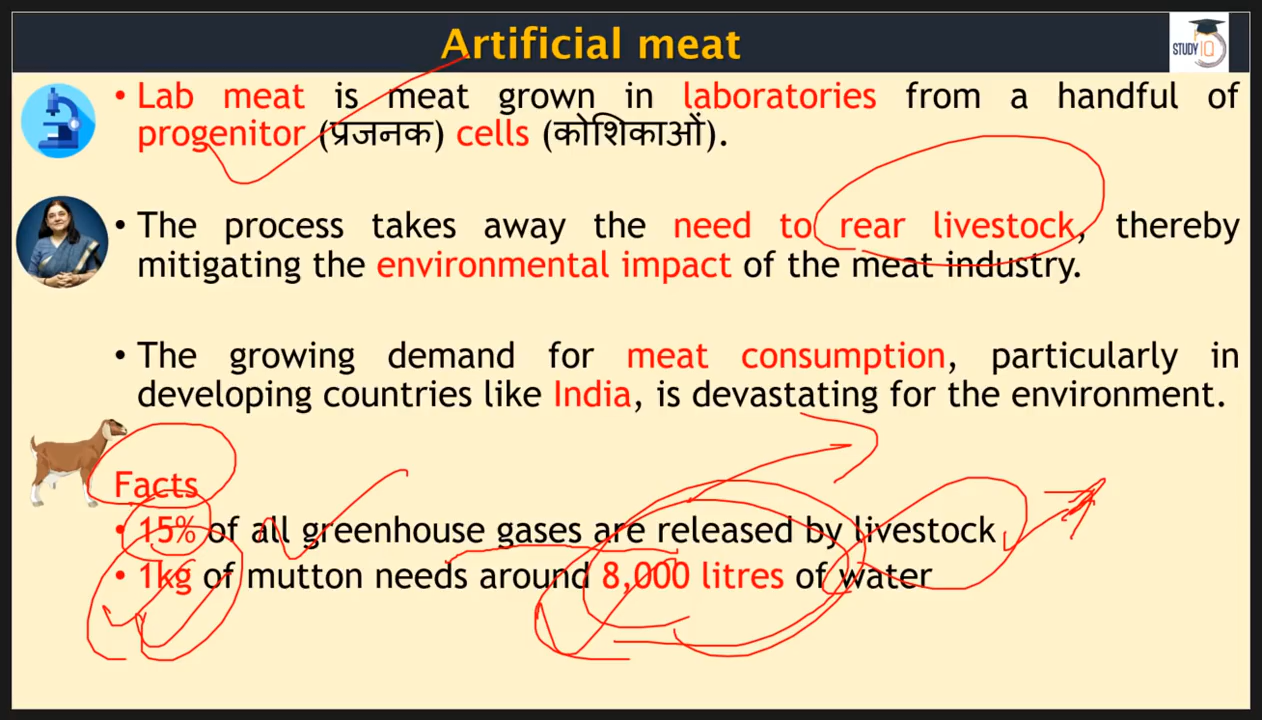 Artificial meat
STUDY IQ
• Lab meat is meat grown in laboratories from a handful of
progenitor (प्रजनक) cells (कोशिकाओं).
• The process takes away the need to rear livestock, thereby
mitigating the environmental impact of the meat industry.
• The growing demand for meat consumption, particularly in
developing countries like India, is devastating for the environment.
Facts
• 15% of all greenhouse gases are released by livestock
• 1kg of mutton needs around 8,000 litres of water